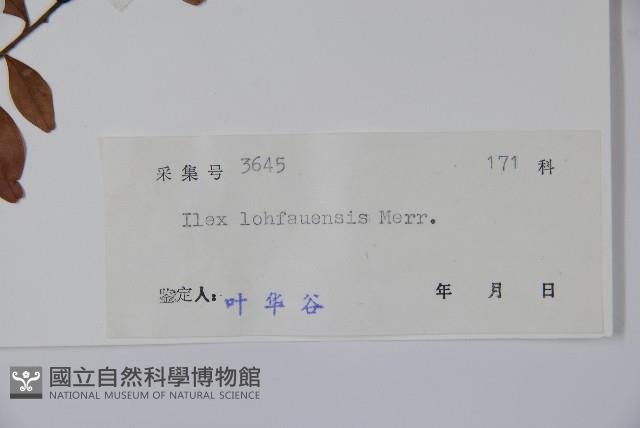 采集号 3645 171 科
Ilex lohfauensis Merr.
鉴定人: 叶华谷 年 月 日
國立自然科學博物館
NATIONAL MUSEUM OF NATURAL SCIENCE